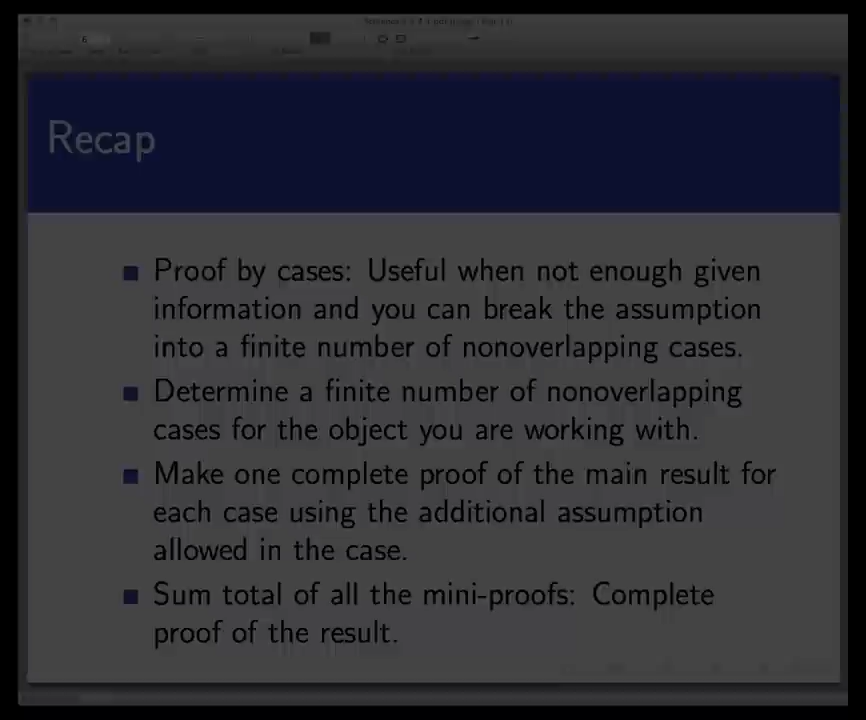 Recap
Proof by cases: Useful when not enough given
information and you can break the assumption
into a finite number of nonoverlapping cases.
Determine a finite number of nonoverlapping
cases for the object you are working with.
Make one complete proof of the main result for
each case using the additional assumption
allowed in the case.
Sum total of all the mini-proofs: Complete
proof of the result.